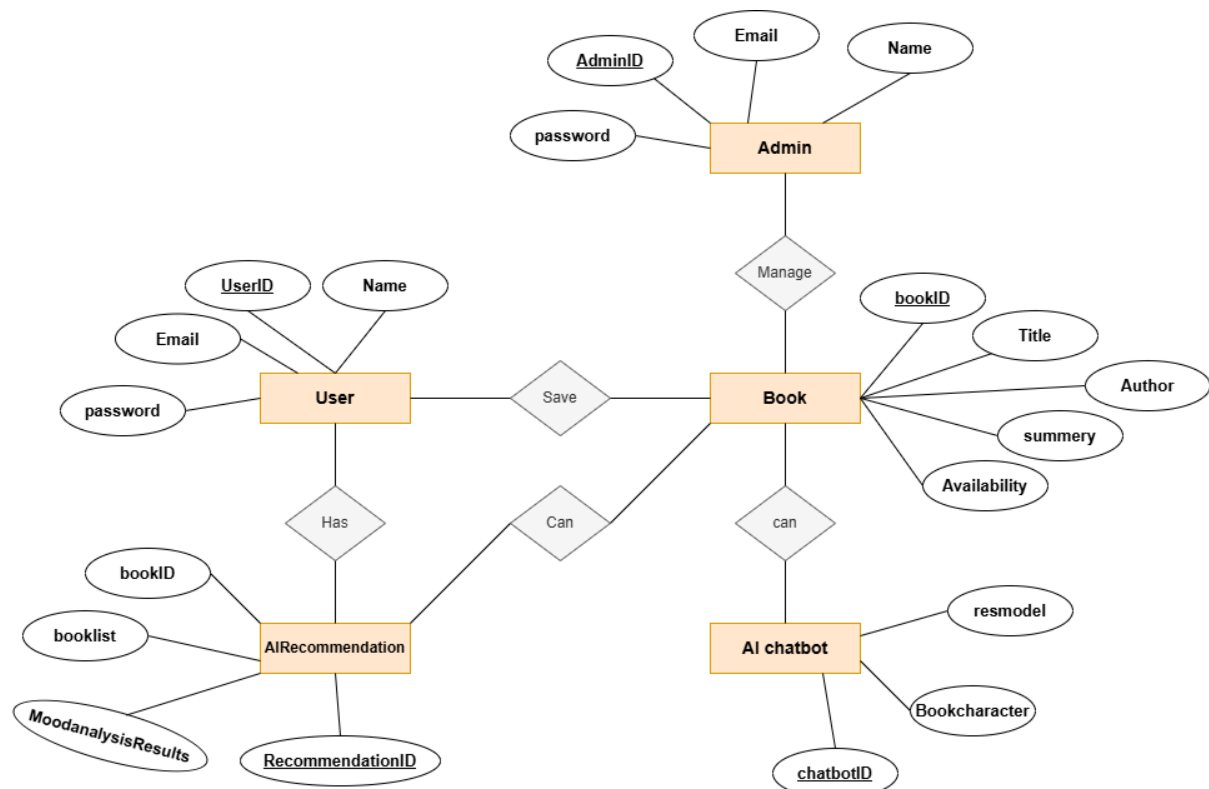 Email
Name
AdminID
password
Admin
Manage
UserID
Name
bookID
Email
Title
Author
password
User
Save
Book
summery
Availability
Has
Can
can
bookID
booklist
AIRecommendation
AI chatbot
resmodel
MoodanalysisResults
Bookcharacter
RecommendationID
chatbotID